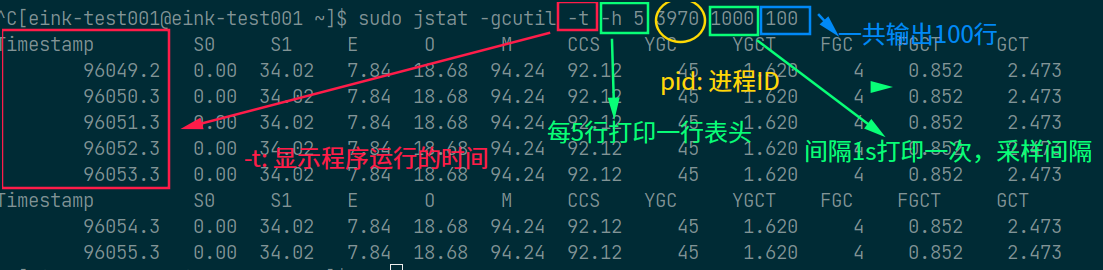 ^C[eink-test001@eink-test001 ~]$ sudo jstat -gcutil -t -h 5 3970 1000 100 一共输出100行
Timestamp S0 S1 E O M CCS YGC YGCT FGC FGCT GCT
96049.2 0.00 34.02 7.84 18.68 94.24 92.12 45 1.620 4 0.852 2.473
pid: 进程ID
96050.3 0.00 34.02 7.84 18.68 94.24 92.12 45 1.620 4 0.852 2.473
96051.3 0.00 34.02 7.84 18.68 94.24 92.12 45 1.620 4 0.852 2.473
每5行打印一行表头
96052.3 0.00 34.02 7.84 18.68 94.24 92.12 45 1.620 4 0.852 2.473
-t: 显示程序运行的时间
间隔1s打印一次，采样间隔
96053.3 0.00 34.02 7.84 18.68 94.24 92.12 45 1.620 4 0.852 2.473
Timestamp S0 S1 E O M CCS YGC YGCT FGC FGCT GCT
96054.3 0.00 34.02 7.84 18.68 94.24 92.12 45 1.620 4 0.852 2.473
96055.3 0.00 34.02 7.84 18.68 94.24 92.12 45 1.620 4 0.852 2.473